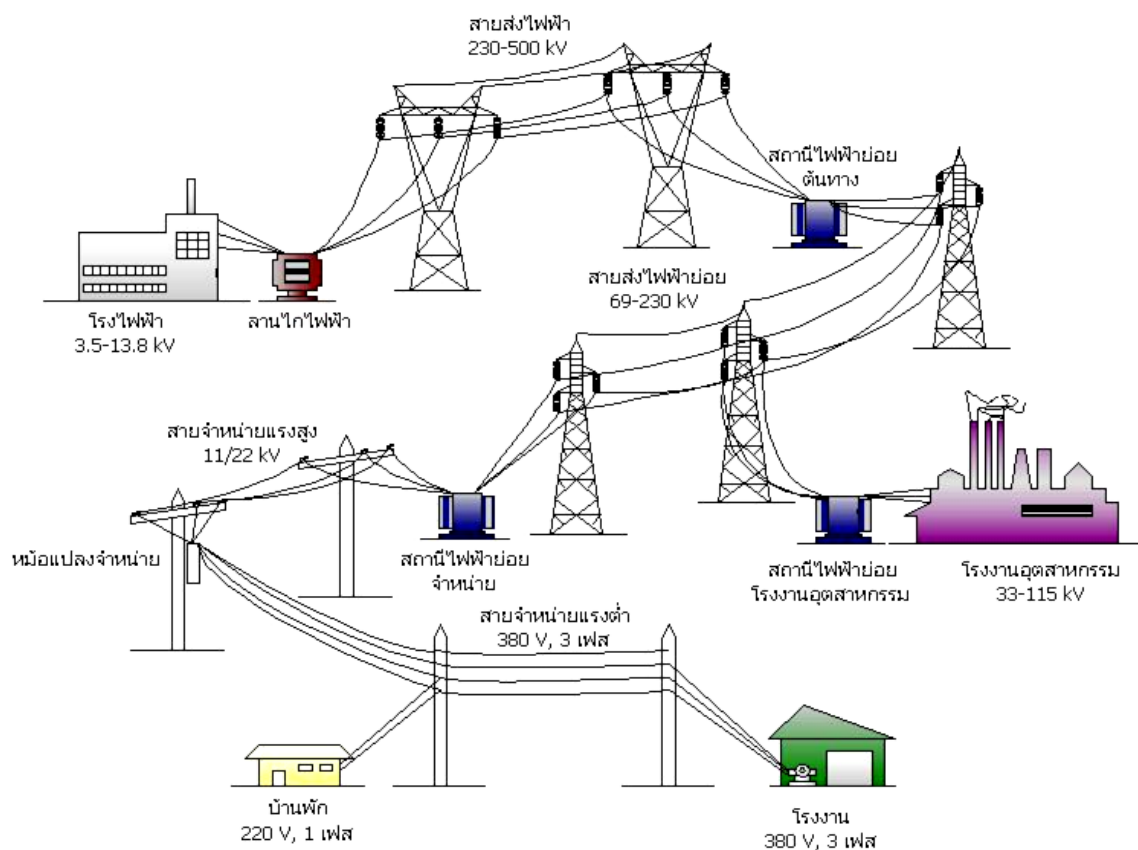 สายส่งไฟฟ้า
230-500 kV
สถานีไฟฟ้าย่อย
ต้นทาง
สายส่งไฟฟ้าย่อย
69-230 kV
โรงไฟฟ้า
3.5-13.8 kV
ลานไกไฟฟ้า
สายจำหน่ายแรงสูง
11/22 kV
หม้อแปลงจำหน่าย
สถานีไฟฟ้าย่อย
จำหน่าย
สถานีไฟฟ้าย่อย
โรงงานอุตสาหกรรม
โรงงานอุตสาหกรรม
33-115 kV
สายจำหน่ายแรงต่ำ
380 V, 3 เฟส
บ้านพัก
220 V, 1 เฟส
โรงงาน
380 V, 3 เฟส